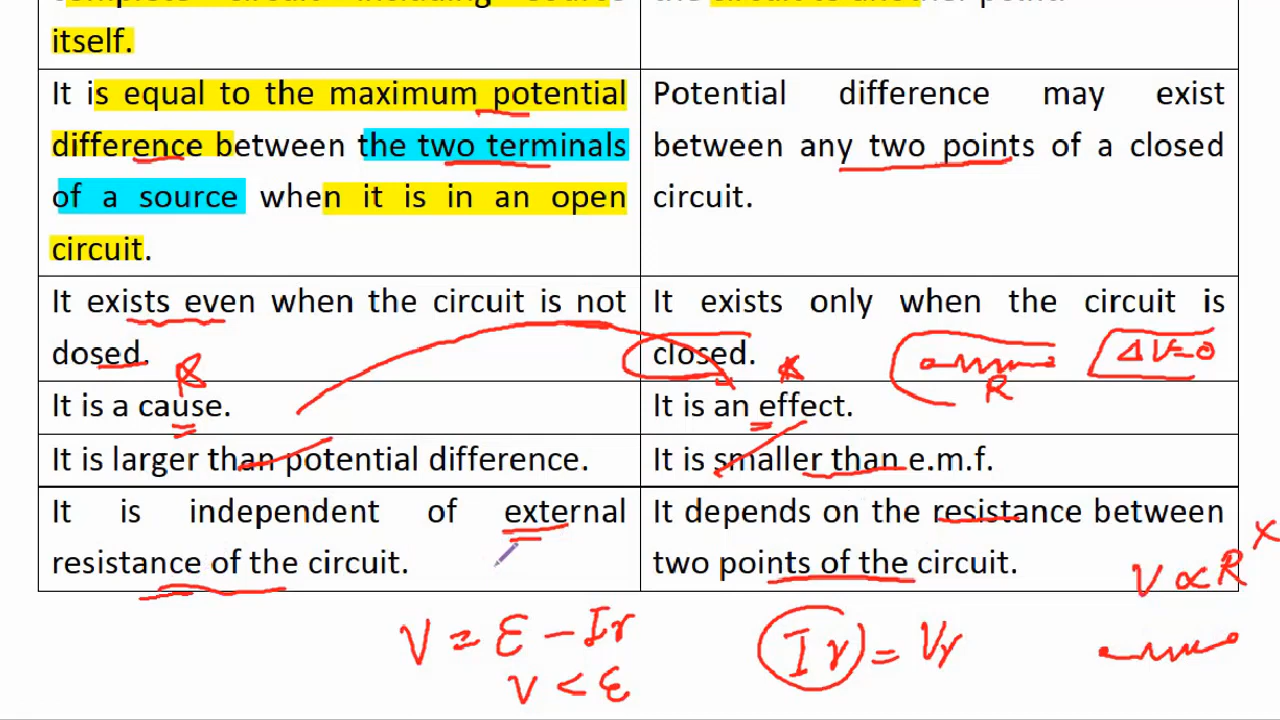 itself.
It is equal to the maximum potential
difference between the two terminals
of a source when it is in an open
circuit.
Potential difference may exist
between any two points of a closed
circuit.
It exists even when the circuit is not
dosed.
It exists only when the circuit is
closed.
ΔV=0
R
It is a cause.
It is an effect.
It is larger than potential difference.
It is smaller than e.m.f.
It is independent of external
resistance of the circuit.
It depends on the resistance between
two points of the circuit.
V ∝ R
V = ε - Ir
V < ε
Ir = Vr